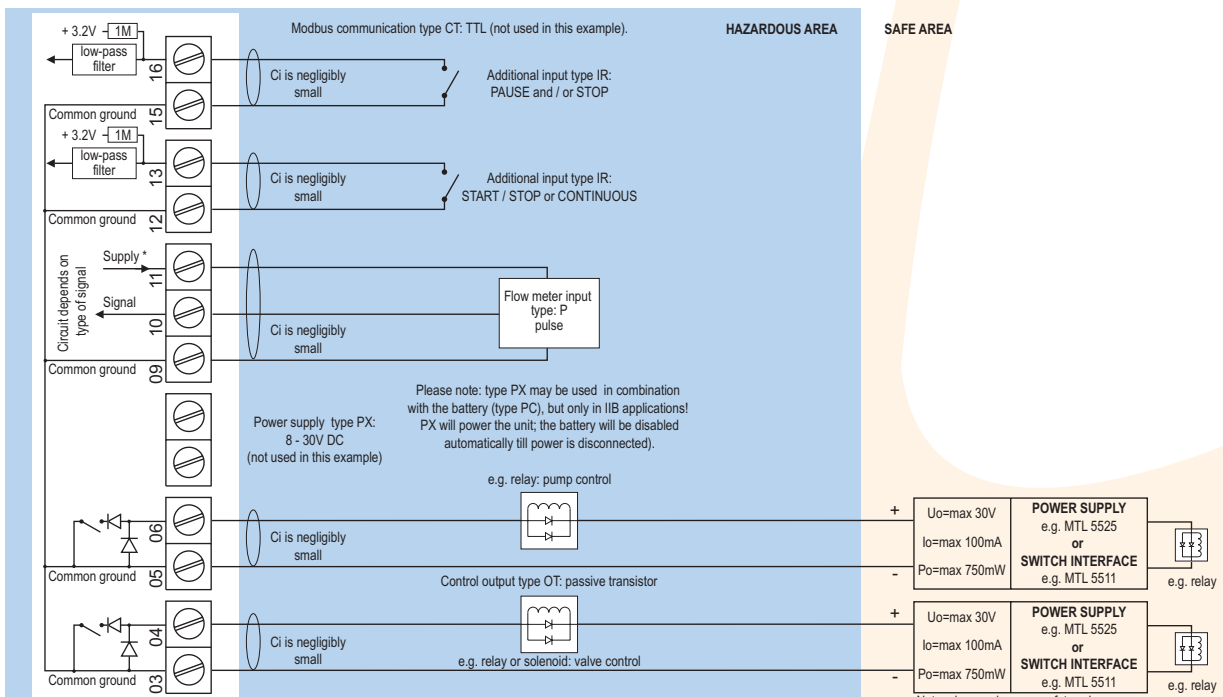 Modbus communication type CT: TTL (not used in this example).
HAZARDOUS AREA
SAFE AREA
+ 3.2V
1M
low-pass
filter
16
15
Ci is negligibly
small
Additional input type IR:
PAUSE and / or STOP
Common ground
+ 3.2V
1M
low-pass
filter
13
12
Ci is negligibly
small
Additional input type IR:
START / STOP or CONTINUOUS
Common ground
Circuit depends on
type of signal
Supply *
Signal
11
10
09
Ci is negligibly
small
Flow meter input
type: P
pulse
Common ground
Power supply type PX:
8 - 30V DC
(not used in this example)
Please note: type PX may be used in combination
with the battery (type PC), but only in IIB applications!
PX will power the unit; the battery will be disabled
automatically till power is disconnected).
e.g. relay: pump control
06
05
Ci is negligibly
small
Common ground
+
-
Uo=max 30V
Io=max 100mA
Po=max 750mW
POWER SUPPLY
e.g. MTL 5525
or
SWITCH INTERFACE
e.g. MTL 5511
e.g. relay
Control output type OT: passive transistor
04
03
Ci is negligibly
small
e.g. relay or solenoid: valve control
Common ground
+
-
Uo=max 30V
Io=max 100mA
Po=max 750mW
POWER SUPPLY
e.g. MTL 5525
or
SWITCH INTERFACE
e.g. MTL 5511
e.g. relay